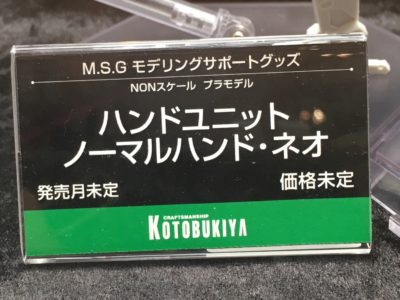 M.S.G モデリングサポートグッズ
NONスケール プラモデル
ハンドユニット
ノーマルハンド・ネオ
発売月未定 価格未定
CRAFTSMANSHIP
KOTOBUKIYA